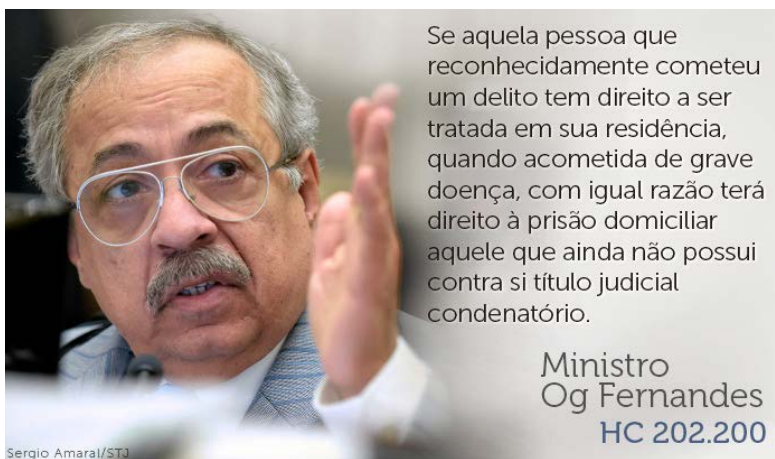 Se aquela pessoa que
reconhecidamente cometeu
um delito tem direito a ser
tratada em sua residência,
quando acometida de grave
doença, com igual razão terá
direito à prisão domiciliar
aquele que ainda não possui
contra si título judicial
condenatório.
Ministro
Og Fernandes
HC 202.200
Sergio Amaral/STJ